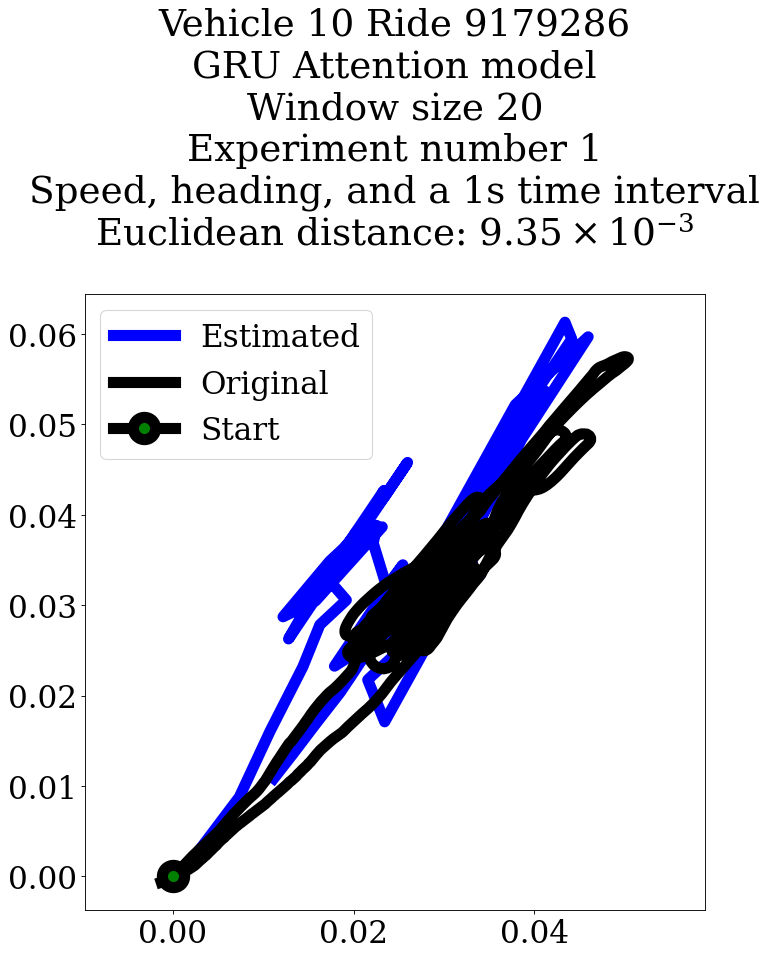 Vehicle 10 Ride 9179286
GRU Attention model
Window size 20
Experiment number 1
Speed, heading, and a 1s time interval
Euclidean distance: 9.35 × 10⁻³
Estimated
Original
Start
0.06
0.05
0.04
0.03
0.02
0.01
0.00
0.00 0.02 0.04